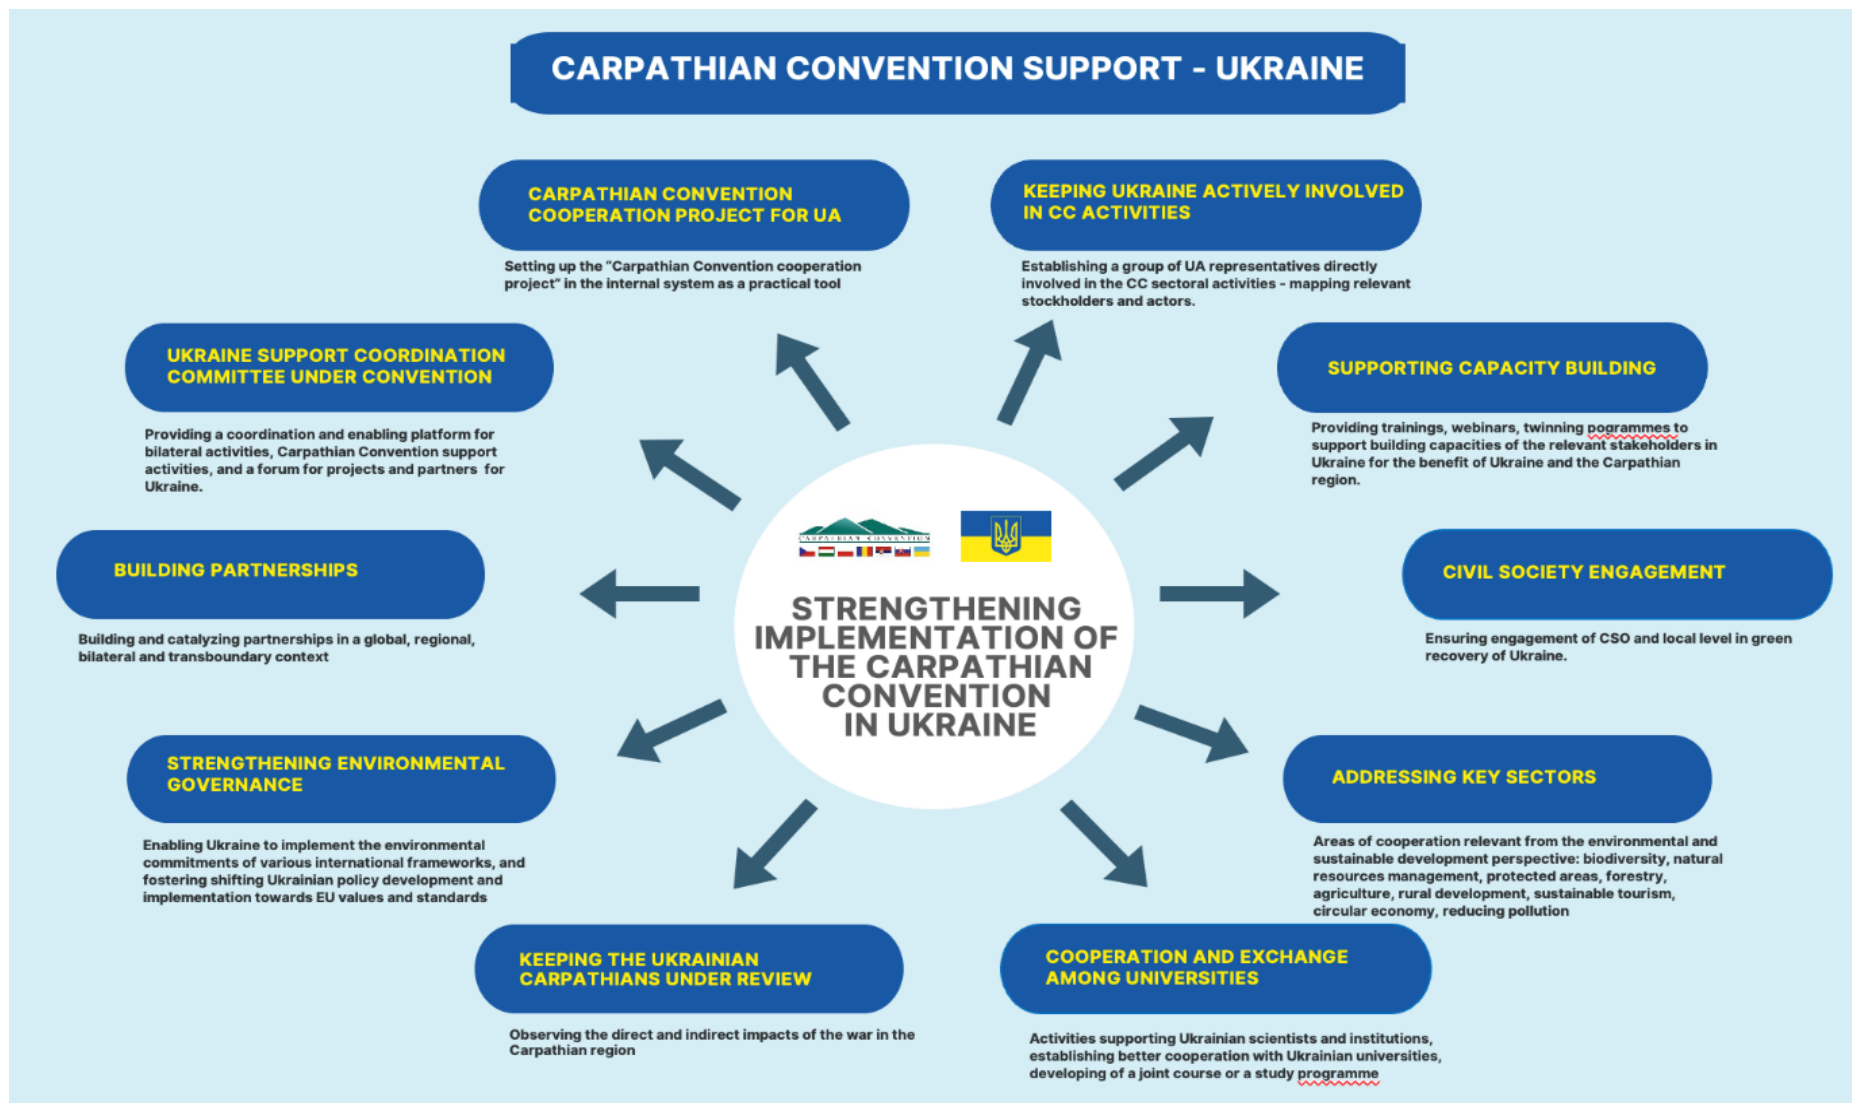 CARPATHIAN CONVENTION SUPPORT - UKRAINE
CARPATHIAN CONVENTION
COOPERATION PROJECT FOR UA
Setting up the "Carpathian Convention cooperation
project" in the internal system as a practical tool
KEEPING UKRAINE ACTIVELY INVOLVED
IN CC ACTIVITIES
Establishing a group of UA representatives directly
involved in the CC sectoral activities - mapping relevant
stockholders and actors.
UKRAINE SUPPORT COORDINATION
COMMITTEE UNDER CONVENTION
Providing a coordination and enabling platform for
bilateral activities, Carpathian Convention support
activities, and a forum for projects and partners for
Ukraine.
SUPPORTING CAPACITY BUILDING
Providing trainings, webinars, twinning pogrammes to
support building capacities of the relevant stakeholders in
Ukraine for the benefit of Ukraine and the Carpathian
region.
BUILDING PARTNERSHIPS
Building and catalyzing partnerships in a global, regional,
bilateral and transboundary context
CARPATHIAN CONVENTION
STRENGTHENING
IMPLEMENTATION OF
THE CARPATHIAN
CONVENTION
IN UKRAINE
CIVIL SOCIETY ENGAGEMENT
Ensuring engagement of CSO and local level in green
recovery of Ukraine.
STRENGTHENING ENVIRONMENTAL
GOVERNANCE
Enabling Ukraine to implement the environmental
commitments of various international frameworks, and
fostering shifting Ukrainian policy development and
implementation towards EU values and standards
ADDRESSING KEY SECTORS
Areas of cooperation relevant from the environmental and
sustainable development perspective: biodiversity, natural
resources management, protected areas, forestry,
agriculture, rural development, sustainable tourism,
circular economy, reducing pollution
KEEPING THE UKRAINIAN
CARPATHIANS UNDER REVIEW
Observing the direct and indirect impacts of the war in the
Carpathian region
COOPERATION AND EXCHANGE
AMONG UNIVERSITIES
Activities supporting Ukrainian scientists and institutions,
establishing better cooperation with Ukrainian universities,
developing of a joint course or a study programme